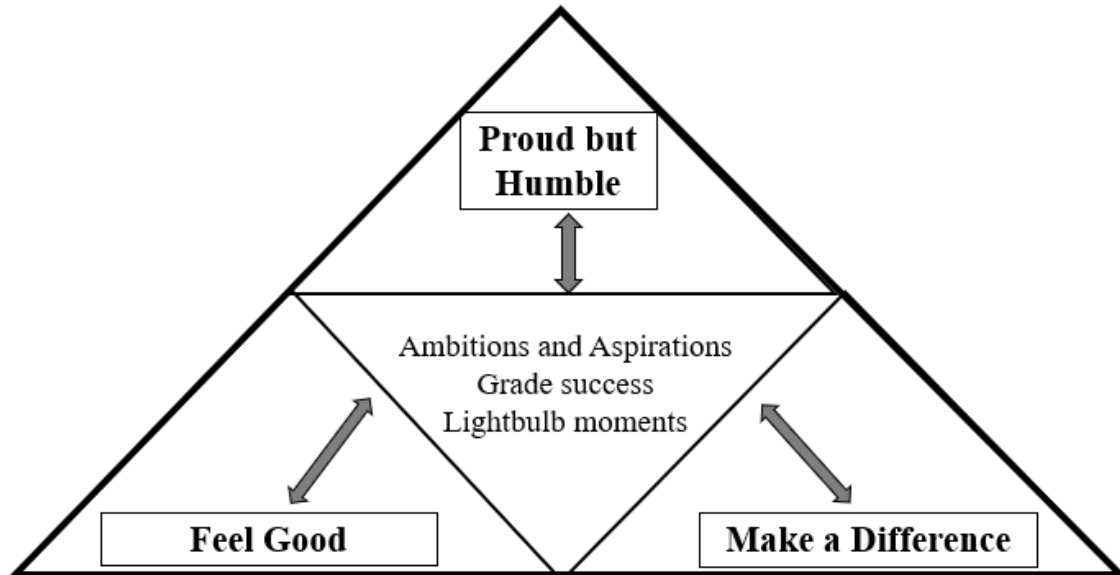 Proud but
Humble
Ambitions and Aspirations
Grade success
Lightbulb moments
Feel Good
Make a Difference